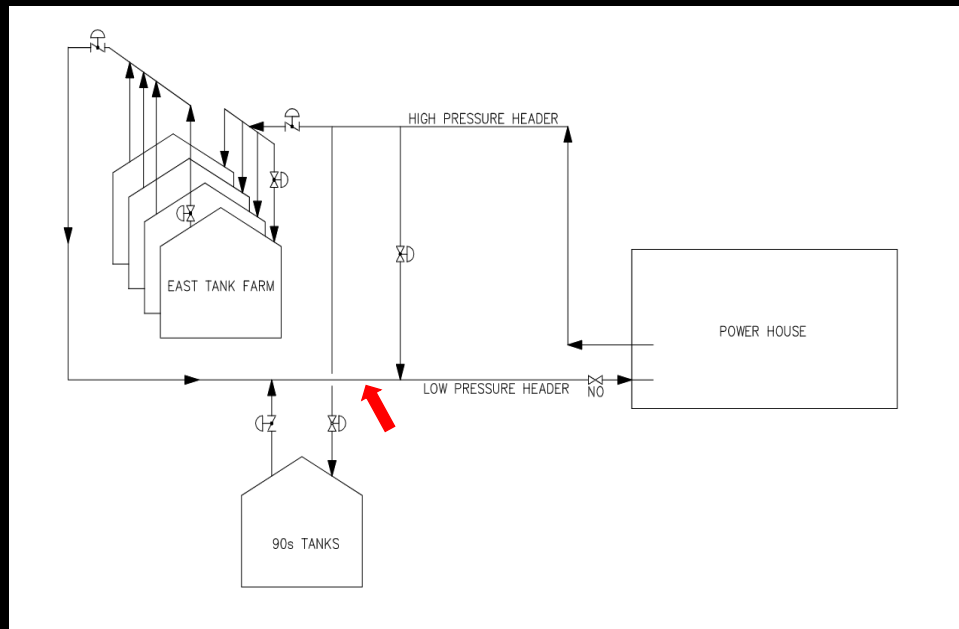 HIGH PRESSURE HEADER
EAST TANK FARM
POWER HOUSE
LOW PRESSURE HEADER
NO
90s TANKS